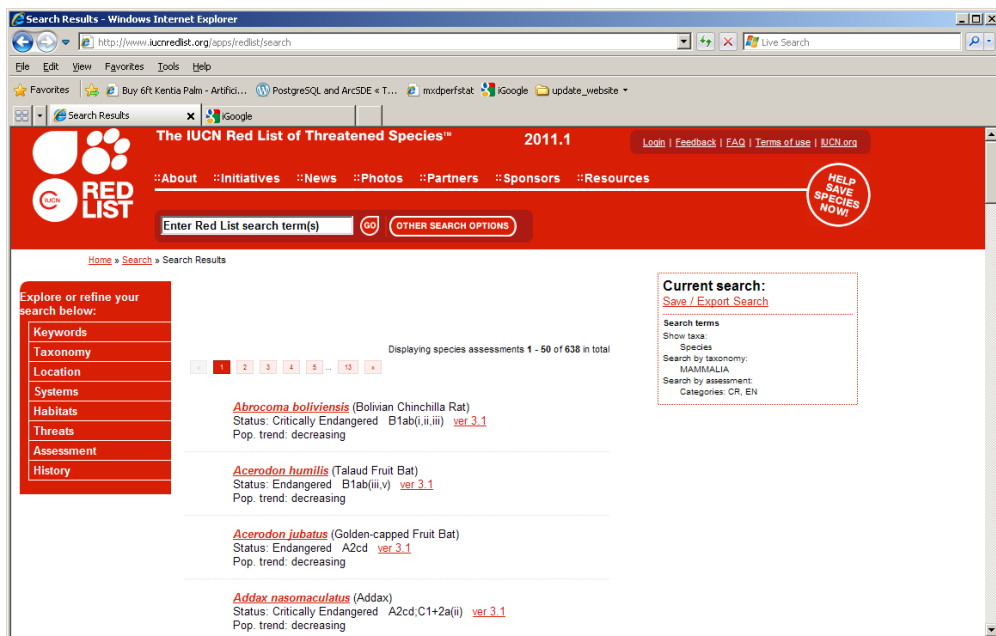 Search Results - Windows Internet Explorer
http://www.iucnredlist.org/apps/redlist/search
Live Search
File Edit View Favorites Tools Help
Favorites Buy 6ft Kentia Palm - Artifici... PostgreSQL and ArcSDE « T... mxdperfstat iGoogle update_website
Search Results iGoogle
The IUCN Red List of Threatened Species™ 2011.1
Login | Feedback | FAQ | Terms of use | IUCN.org
::About ::Initiatives ::News ::Photos ::Partners ::Sponsors ::Resources
IUCN
RED
LIST
HELP
SAVE
SPECIES
NOW!
Enter Red List search term(s) GO OTHER SEARCH OPTIONS
Home » Search » Search Results
Explore or refine your
search below:
Keywords
Taxonomy
Location
Systems
Habitats
Threats
Assessment
History
Displaying species assessments 1 - 50 of 638 in total
« 1 2 3 4 5 ... 13 »
Abrocoma boliviensis (Bolivian Chinchilla Rat)
Status: Critically Endangered B1ab(i,ii,iii) ver 3.1
Pop. trend: decreasing
Acerodon humilis (Talaud Fruit Bat)
Status: Endangered B1ab(iii,v) ver 3.1
Pop. trend: decreasing
Acerodon jubatus (Golden-capped Fruit Bat)
Status: Endangered A2cd ver 3.1
Pop. trend: decreasing
Addax nasomaculatus (Addax)
Status: Critically Endangered A2cd;C1+2a(ii) ver 3.1
Pop. trend: decreasing
Current search:
Save / Export Search
Search terms
Show taxa:
Species
Search by taxonomy:
MAMMALIA
Search by assessment:
Categories: CR, EN